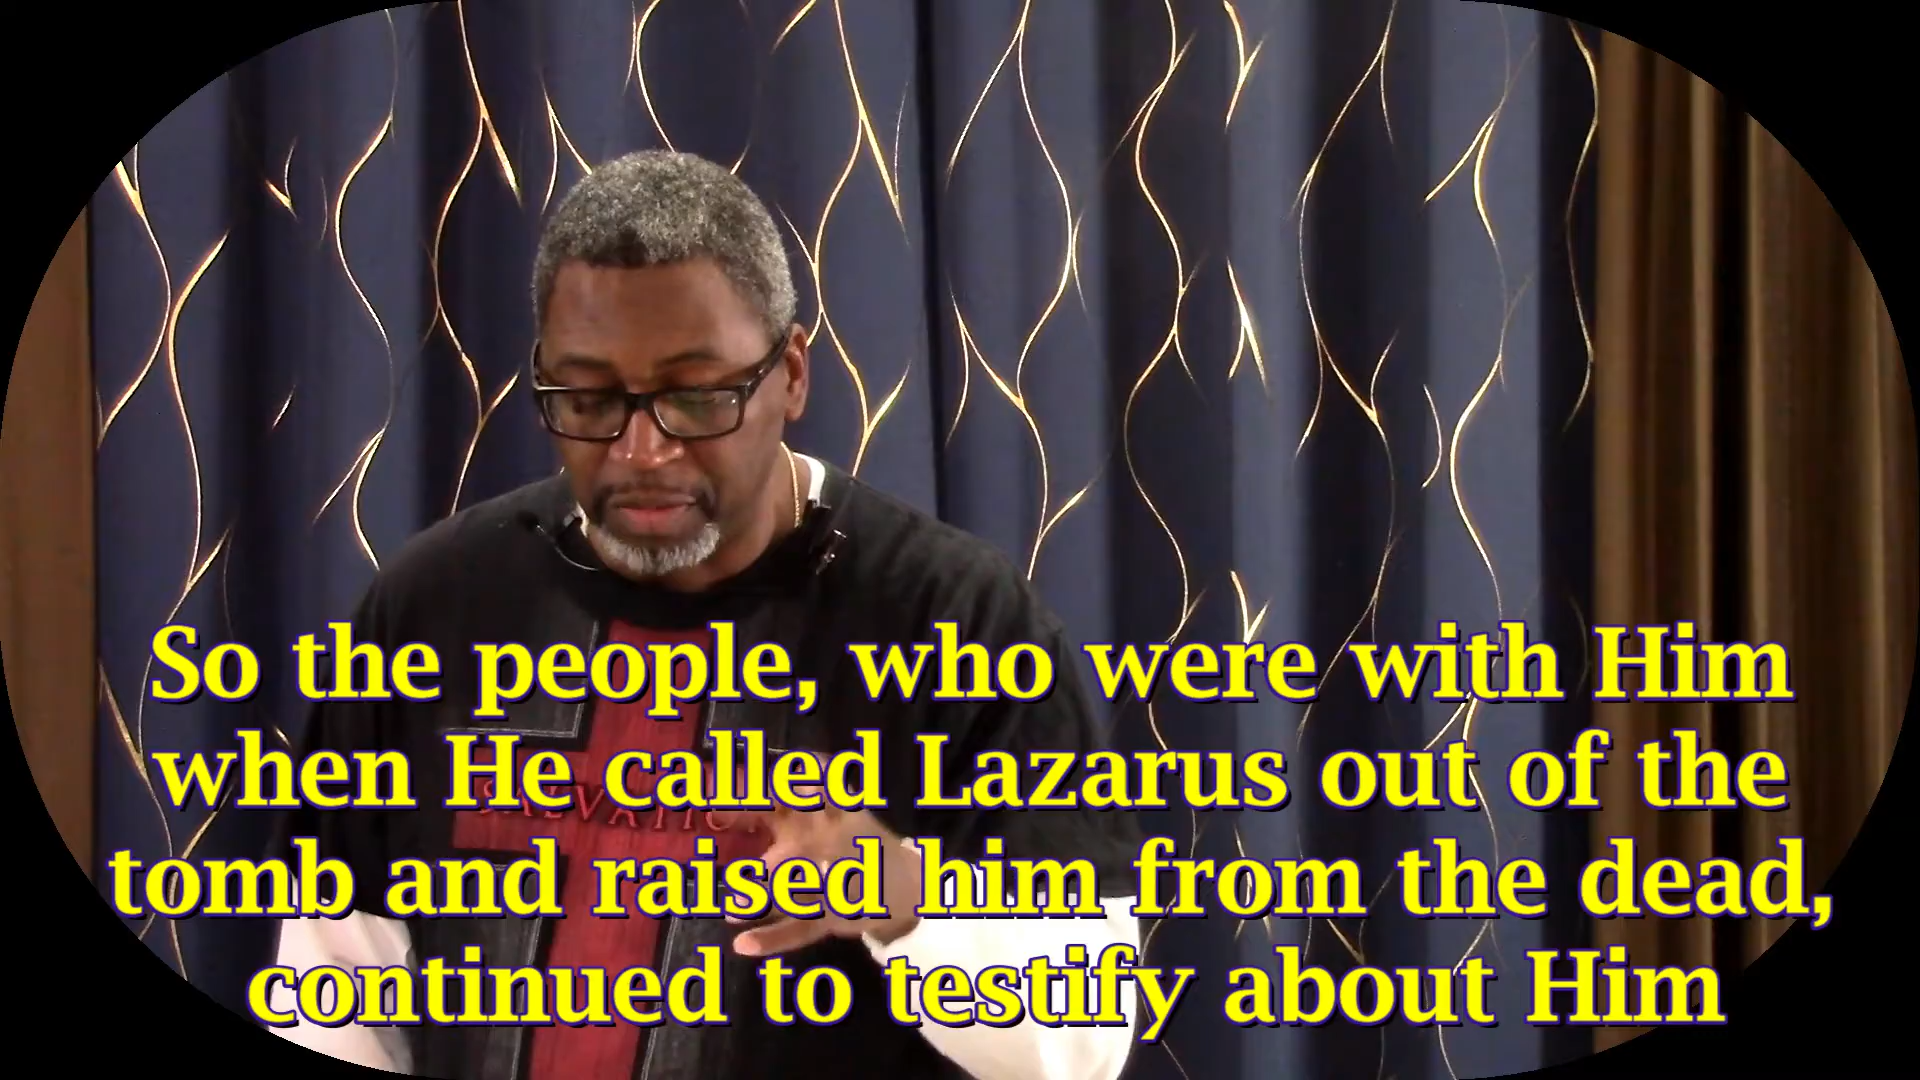 So the people, who were with Him
when He called Lazarus out of the
tomb and raised him from the dead,
continued to testify about Him
SALVATION